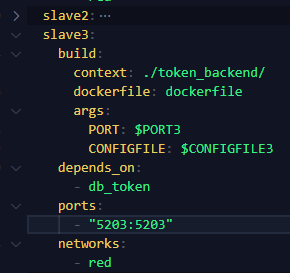 slave2: ...
slave3:
build:
context: ./token_backend/
dockerfile: dockerfile
args:
PORT: $PORT3
CONFIGFILE: $CONFIGFILE3
depends_on:
- db_token
ports:
- "5203:5203"
networks:
- red